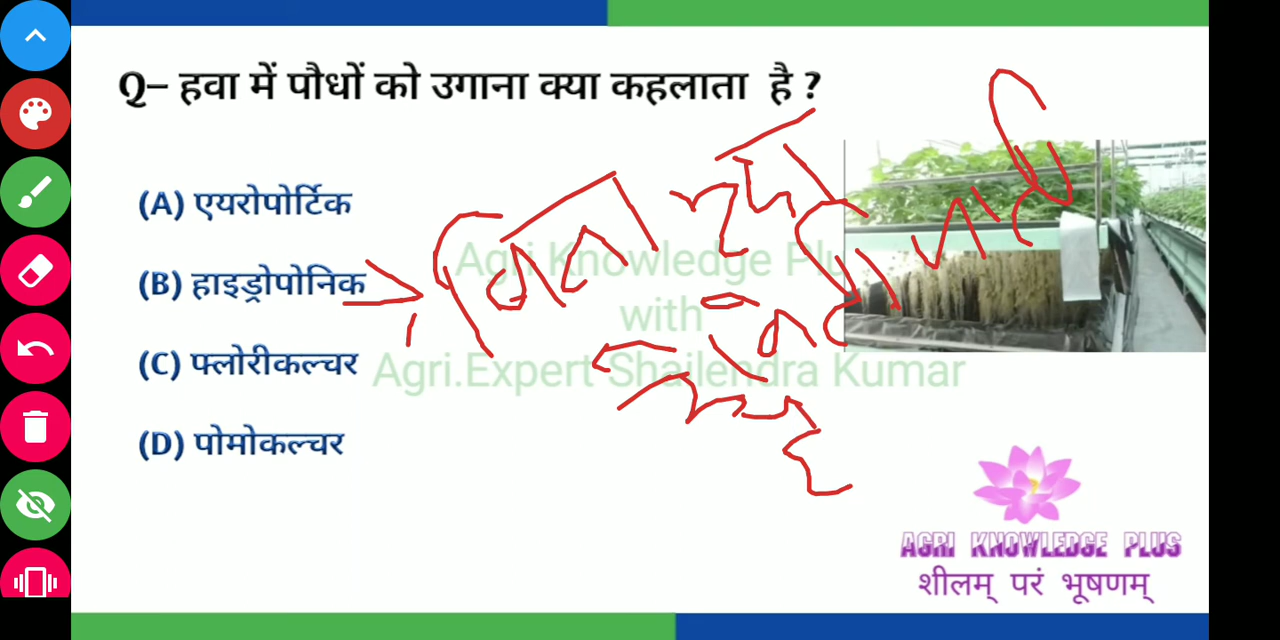 Q– हवा में पौधों को उगाना क्या कहलाता है ?
(A) एयरोपोर्टिक
(B) हाइड्रोपोनिक
(C) फ्लोरीकल्चर
(D) पोमोकल्चर
Agri Knowledge Plu
with
Agri.Expert Shailendra Kumar
AGRI KNOWLEDGE PLUS
शीलम् परं भूषणम्